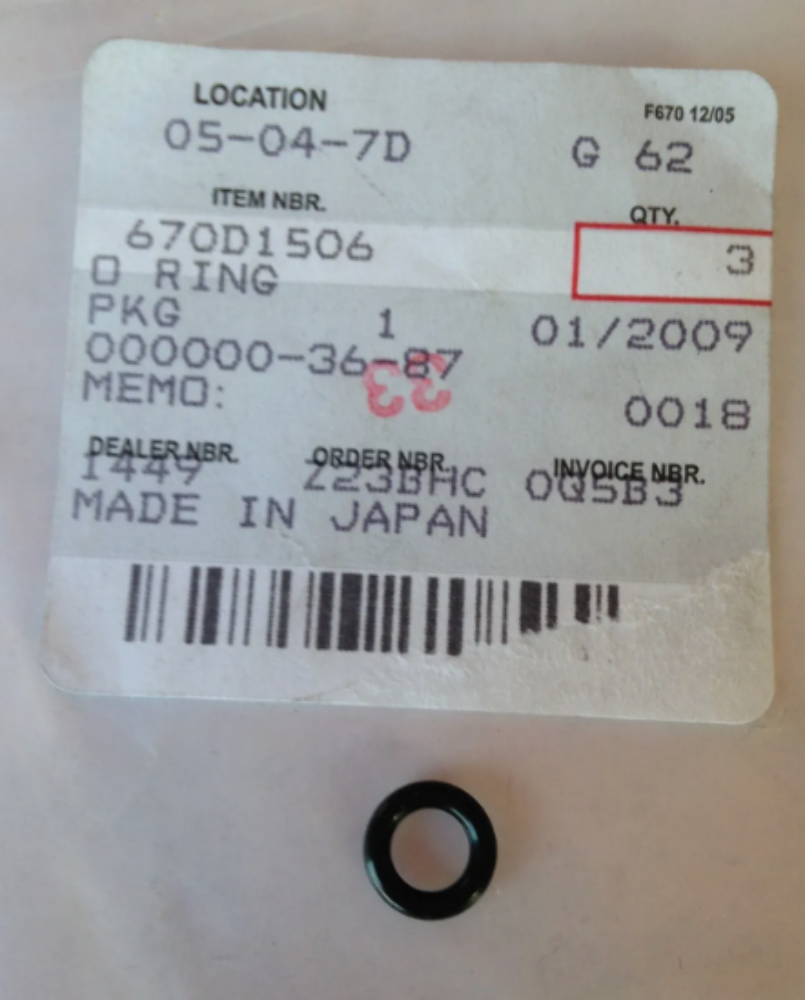 LOCATION F670 12/05
05-04-7D G 62
ITEM NBR. QTY.
670D1506 3
O RING
PKG 1 01/2009
000000-36-87
33
MEMO: 0018
DEALER NBR. ORDER NBR. INVOICE NBR.
1449 Z23BHC 0Q5B3
MADE IN JAPAN